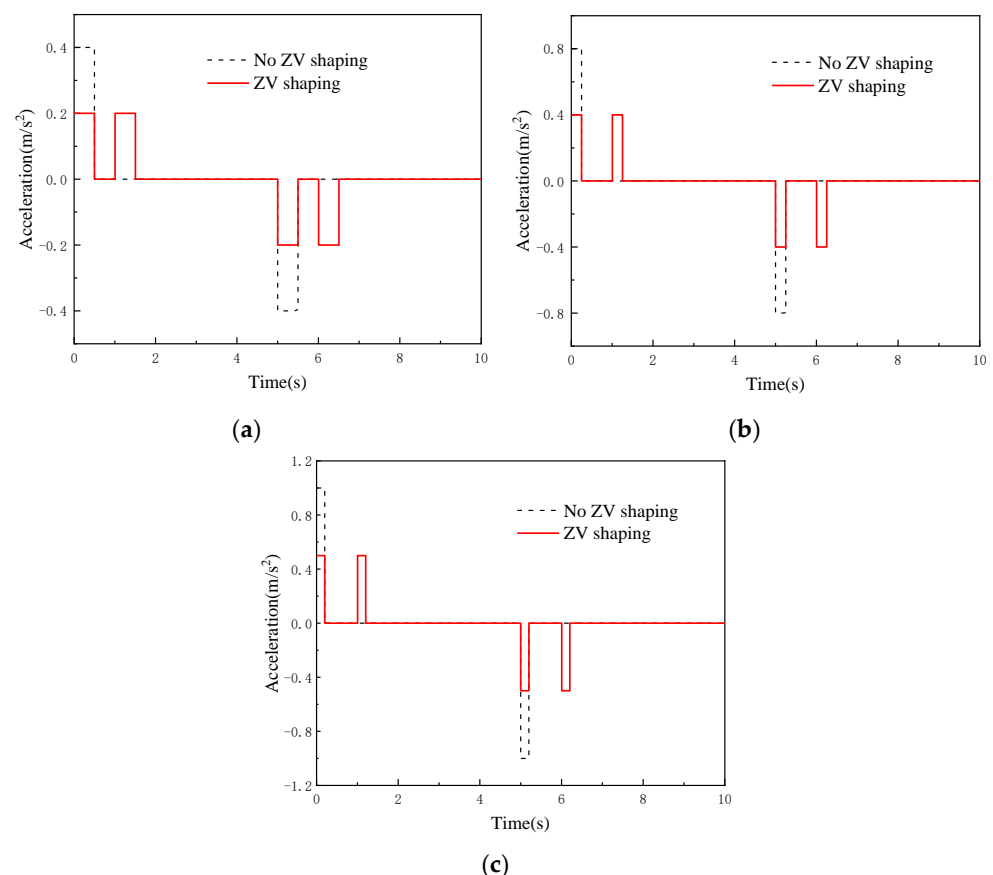 0.4
0.2
0.0
-0.2
-0.4
Acceleration(m/s²)
No ZV shaping
ZV shaping
0 2 4 6 8 10
Time(s)
(a)
0.8
0.4
0.0
-0.4
-0.8
Acceleration(m/s²)
No ZV shaping
ZV shaping
0 2 4 6 8 10
Time(s)
(b)
1.2
0.8
0.4
0.0
-0.4
-0.8
-1.2
Acceleration(m/s²)
No ZV shaping
ZV shaping
0 2 4 6 8 10
Time(s)
(c)